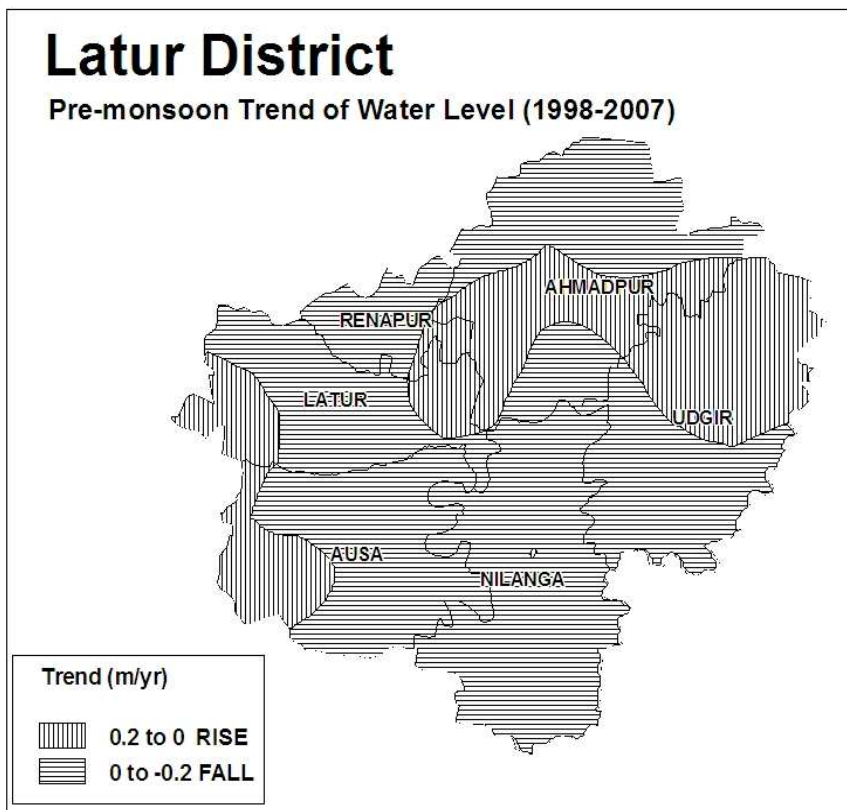 Latur District
Pre-monsoon Trend of Water Level (1998-2007)
AHMADPUR
RENAPUR
LATUR
UDGIR
AUSA
NILANGA
Trend (m/yr)
0.2 to 0 RISE
0 to -0.2 FALL